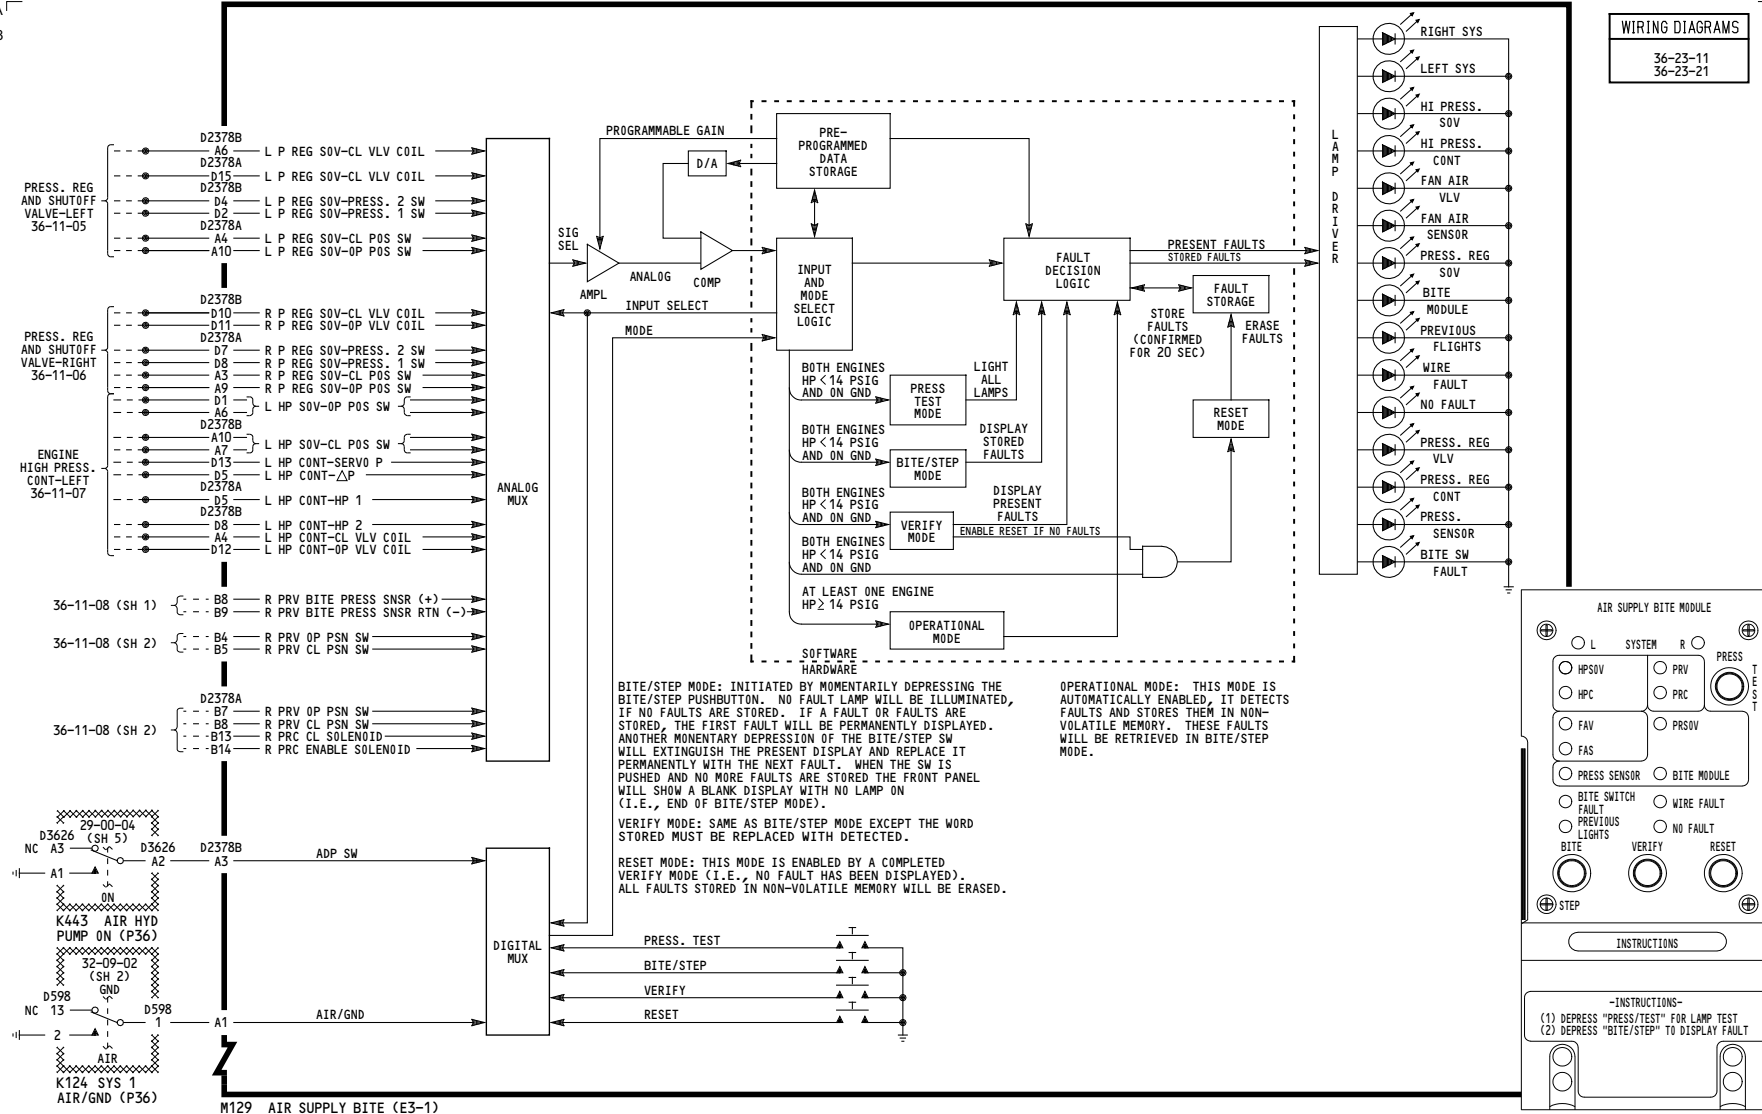 A
B
WIRING DIAGRAMS
36-23-11
36-23-21
PRESS. REG
AND SHUTOFF
VALVE-LEFT
36-11-05
D2378B
A6 L P REG SOV-CL VLV COIL
D2378A
D15 L P REG SOV-CL VLV COIL
D2378B
D4 L P REG SOV-PRESS. 2 SW
D2 L P REG SOV-PRESS. 1 SW
D2378A
A4 L P REG SOV-CL POS SW
A10 L P REG SOV-OP POS SW
PRESS. REG
AND SHUTOFF
VALVE-RIGHT
36-11-06
D2378B
D10 R P REG SOV-CL VLV COIL
D11 R P REG SOV-OP VLV COIL
D2378A
D7 R P REG SOV-PRESS. 2 SW
D8 R P REG SOV-PRESS. 1 SW
A3 R P REG SOV-CL POS SW
A9 R P REG SOV-OP POS SW
ENGINE
HIGH PRESS.
CONT-LEFT
36-11-07
D1
A6
L HP SOV-OP POS SW
D2378B
A10
A7
L HP SOV-CL POS SW
D13 L HP CONT-SERVO P
D5 L HP CONT-△P
D2378A
D5 L HP CONT-HP 1
D2378B
D8 L HP CONT-HP 2
A4 L HP CONT-CL VLV COIL
D12 L HP CONT-OP VLV COIL
36-11-08 (SH 1)
B8 R PRV BITE PRESS SNSR (+)
B9 R PRV BITE PRESS SNSR RTN (-)
36-11-08 (SH 2)
B4 R PRV OP PSN SW
B5 R PRV CL PSN SW
D2378A
36-11-08 (SH 2)
B7 R PRV OP PSN SW
B8 R PRV CL PSN SW
B13 R PRC CL SOLENOID
B14 R PRC ENABLE SOLENOID
ANALOG
MUX
SIG
SEL
AMPL
PROGRAMMABLE GAIN
D/A
ANALOG
COMP
INPUT SELECT
MODE
PRE-
PROGRAMMED
DATA
STORAGE
INPUT
AND
MODE
SELECT
LOGIC
FAULT
DECISION
LOGIC
PRESENT FAULTS
STORED FAULTS
FAULT
STORAGE
STORE
FAULTS
(CONFIRMED
FOR 20 SEC)
ERASE
FAULTS
RESET
MODE
BOTH ENGINES
HP < 14 PSIG
AND ON GND
PRESS
TEST
MODE
LIGHT
ALL
LAMPS
BOTH ENGINES
HP < 14 PSIG
AND ON GND
BITE/STEP
MODE
DISPLAY
STORED
FAULTS
BOTH ENGINES
HP < 14 PSIG
AND ON GND
VERIFY
MODE
DISPLAY
PRESENT
FAULTS
ENABLE RESET IF NO FAULTS
BOTH ENGINES
HP < 14 PSIG
AND ON GND
AT LEAST ONE ENGINE
HP ≥ 14 PSIG
OPERATIONAL
MODE
SOFTWARE
HARDWARE
LAMP DRIVER
RIGHT SYS
LEFT SYS
HI PRESS.
SOV
HI PRESS.
CONT
FAN AIR
VLV
FAN AIR
SENSOR
PRESS. REG
SOV
BITE
MODULE
PREVIOUS
FLIGHTS
WIRE
FAULT
NO FAULT
PRESS. REG
VLV
PRESS. REG
CONT
PRESS.
SENSOR
BITE SW
FAULT
BITE/STEP MODE: INITIATED BY MOMENTARILY DEPRESSING THE
BITE/STEP PUSHBUTTON. NO FAULT LAMP WILL BE ILLUMINATED,
IF NO FAULTS ARE STORED. IF A FAULT OR FAULTS ARE
STORED, THE FIRST FAULT WILL BE PERMANENTLY DISPLAYED.
ANOTHER MONENTARY DEPRESSION OF THE BITE/STEP SW
WILL EXTINGUISH THE PRESENT DISPLAY AND REPLACE IT
PERMANENTLY WITH THE NEXT FAULT. WHEN THE SW IS
PUSHED AND NO MORE FAULTS ARE STORED THE FRONT PANEL
WILL SHOW A BLANK DISPLAY WITH NO LAMP ON
(I.E., END OF BITE/STEP MODE).
VERIFY MODE: SAME AS BITE/STEP MODE EXCEPT THE WORD
STORED MUST BE REPLACED WITH DETECTED.
RESET MODE: THIS MODE IS ENABLED BY A COMPLETED
VERIFY MODE (I.E., NO FAULT HAS BEEN DISPLAYED).
ALL FAULTS STORED IN NON-VOLATILE MEMORY WILL BE ERASED.
OPERATIONAL MODE: THIS MODE IS
AUTOMATICALLY ENABLED, IT DETECTS
FAULTS AND STORES THEM IN NON-
VOLATILE MEMORY. THESE FAULTS
WILL BE RETRIEVED IN BITE/STEP
MODE.
29-00-04
(SH 5)
D3626
NC A3
A1
ON
D3626
A2
D2378B
A3
ADP SW
K443 AIR HYD
PUMP ON (P36)
32-09-02
(SH 2)
GND
D598
NC 13
2
AIR
D598
1
A1
AIR/GND
K124 SYS 1
AIR/GND (P36)
DIGITAL
MUX
PRESS. TEST
BITE/STEP
VERIFY
RESET
M129 AIR SUPPLY BITE (E3-1)
AIR SUPPLY BITE MODULE
L SYSTEM R
PRESS
TEST
HPSOV
PRV
HPC
PRC
FAV
PRSOV
FAS
PRESS SENSOR
BITE MODULE
BITE SWITCH
FAULT
WIRE FAULT
PREVIOUS
LIGHTS
NO FAULT
BITE
VERIFY
RESET
STEP
INSTRUCTIONS
-INSTRUCTIONS-
(1) DEPRESS "PRESS/TEST" FOR LAMP TEST
(2) DEPRESS "BITE/STEP" TO DISPLAY FAULT